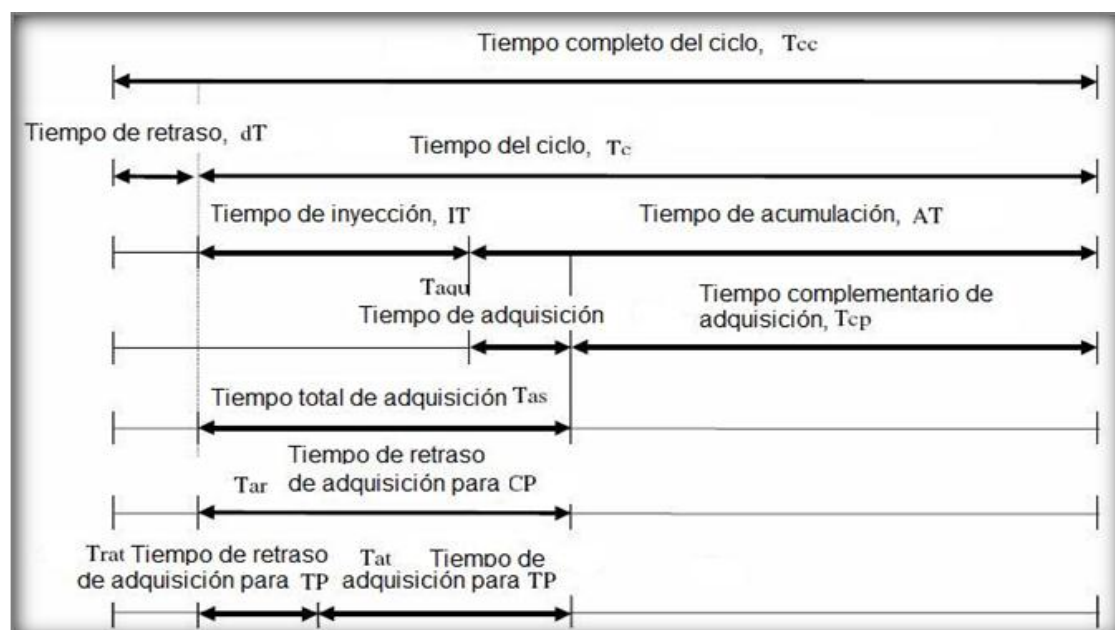 Tiempo completo del ciclo, Tcc
Tiempo de retraso, dT
Tiempo del ciclo, Tc
Tiempo de inyección, IT
Tiempo de acumulación, AT
Taqu
Tiempo de adquisición
Tiempo complementario de
adquisición, Tcp
Tiempo total de adquisición Tas
Tiempo de retraso
Tar de adquisición para CP
Trat Tiempo de retraso
de adquisición para TP
Tat Tiempo de
adquisición para TP